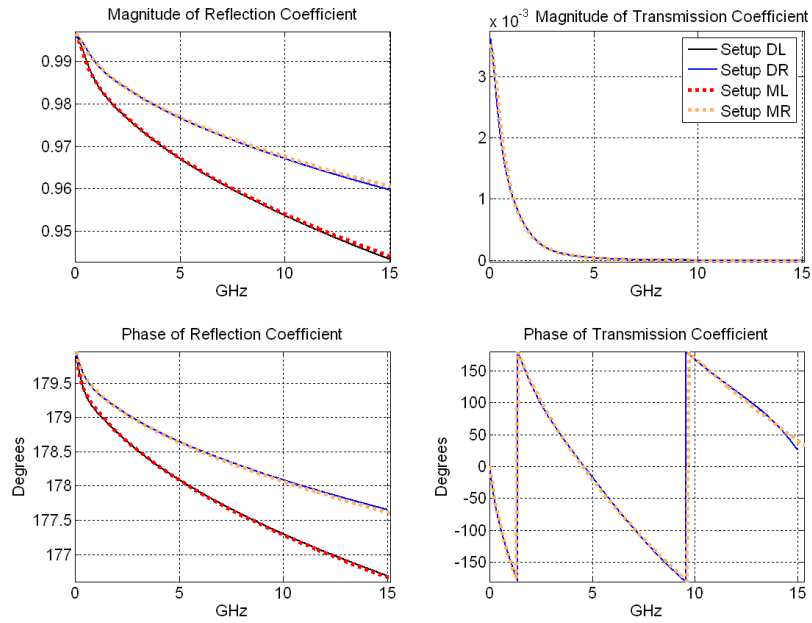 Magnitude of Reflection Coefficient
0.99
0.98
0.97
0.96
0.95
0 5 10 15
GHz
x 10^-3 Magnitude of Transmission Coefficient
3
2
1
0
0 5 10 15
GHz
Setup DL
Setup DR
Setup ML
Setup MR
Phase of Reflection Coefficient
Degrees
179.5
179
178.5
178
177.5
177
0 5 10 15
GHz
Phase of Transmission Coefficient
Degrees
150
100
50
0
-50
-100
-150
0 5 10 15
GHz